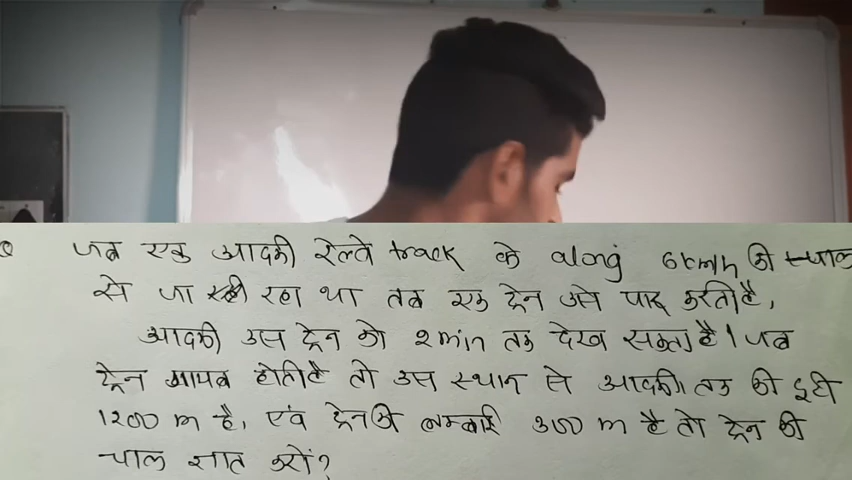 Q जब एक आदमी रेल्वे track के along 6km/h की चाल
से जा रहा था तब एक ट्रेन उसे पार करती है,
आदमी उस ट्रेन को 2min तक देख सकता है। जब
ट्रेन गायब होती है तो उस स्थान से आदमी तक की दूरी
1200 m है, एवं ट्रेन की लम्बाई 300 m है तो ट्रेन की
चाल ज्ञात करो?